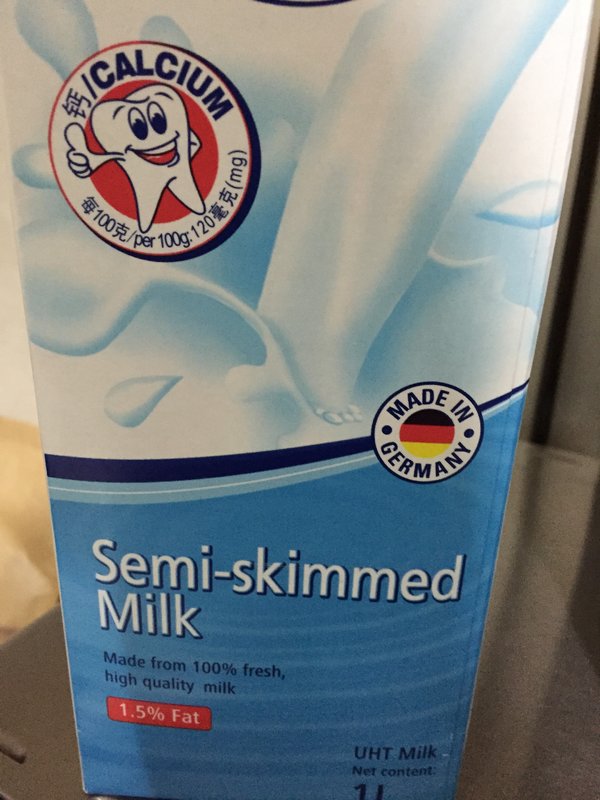 钙/CALCIUM
每100克/per 100g:120毫克(mg)
MADE IN
GERMANY
Semi-skimmed
Milk
Made from 100% fresh,
high quality milk
1.5% Fat
UHT Milk
Net content:
1L